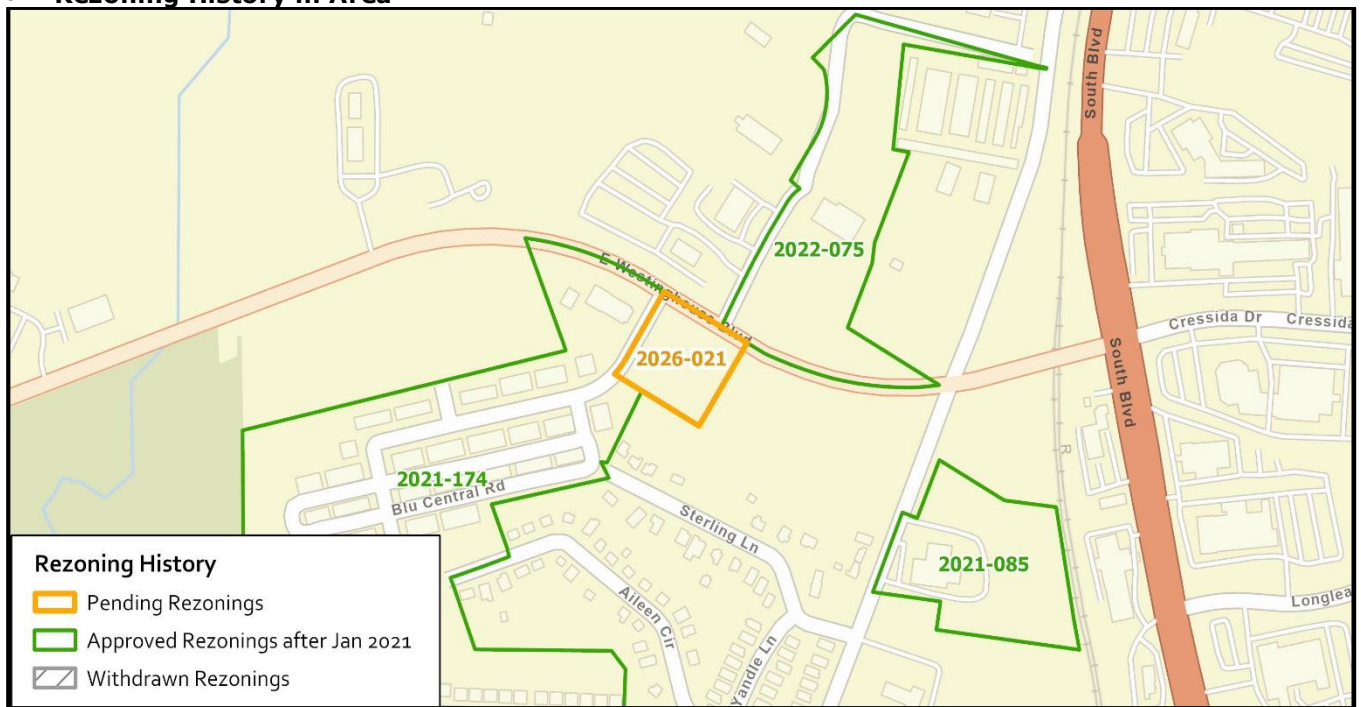 Rezoning History in Area
South Blvd
2022-075
E Westinghouse Blvd
Cressida Dr
Cressida
2026-021
South Blvd
2021-174
Blu Central Rd
R
Sterling Ln
2021-085
Aileen Cir
Longlea
Yandle Ln
Rezoning History
Pending Rezonings
Approved Rezonings after Jan 2021
Withdrawn Rezonings